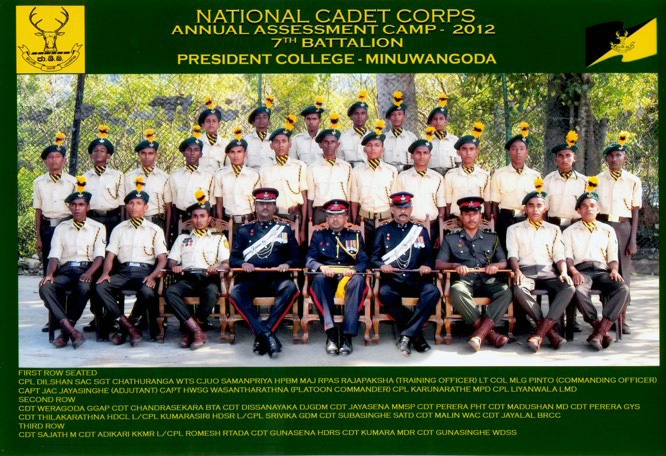 NATIONAL CADET CORPS
ANNUAL ASSESSMENT CAMP - 2012
7TH BATTALION
PRESIDENT COLLEGE - MINUWANGODA
FIRST ROW SEATED
CPL DILSHAN SAC SGT CHATHURANGA WTS CJUO SAMANPRIYA HPBM MAJ RPAS RAJAPAKSHA (TRAINING OFFICER) LT COL MLG PINTO (COMMANDING OFFICER)
CAPT JAC JAYASINGHE (ADJUTANT) CAPT HWSG WASANTHARATHNA (PLATOON COMMANDER) CPL KARUNARATHE MPD CPL LIYANWALA LMD
SECOND ROW
CDT WERAGODA GGAP CDT CHANDRASEKARA BTA CDT DISSANAYAKA DJGDM CDT JAYASENA MMSP CDT PERERA PHT CDT MADUSHAN MD CDT PERERA GYS
CDT THILAKARATHNA HDCL L/CPL KUMARASIRI HDSR L/CPL SRIVIKA GEM CDT SUBASINGHE SATD CDT MALIN WAC CDT JAYALAL BRCC
THIRD ROW
CDT SAJATH M CDT ADIKARI KKMR L/CPL ROMESH RTADA CDT GUNASENA HDRS CDT KUMARA MDR CDT GUNASINGHE WDSS